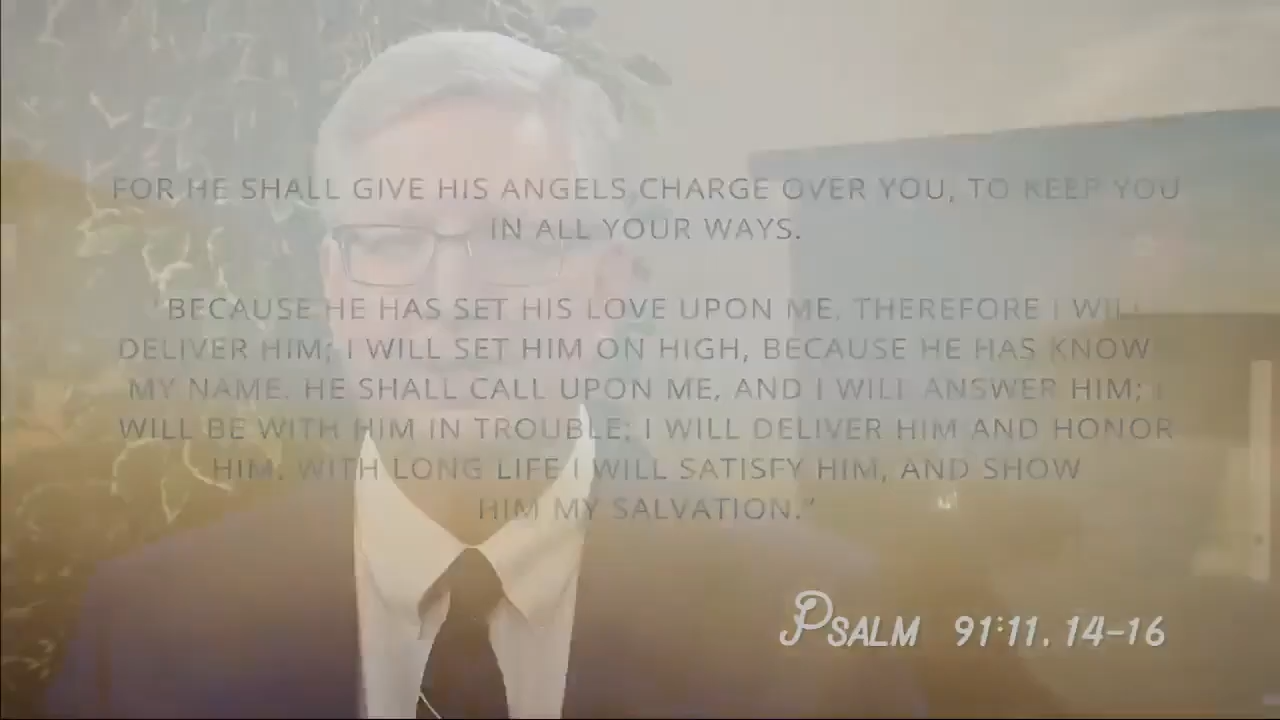 FOR HE SHALL GIVE HIS ANGELS CHARGE OVER YOU, TO KEEP YOU
IN ALL YOUR WAYS.
"BECAUSE HE HAS SET HIS LOVE UPON ME, THEREFORE I WILL
DELIVER HIM; I WILL SET HIM ON HIGH, BECAUSE HE HAS KNOW
MY NAME. HE SHALL CALL UPON ME, AND I WILL ANSWER HIM; I
WILL BE WITH HIM IN TROUBLE; I WILL DELIVER HIM AND HONOR
HIM. WITH LONG LIFE I WILL SATISFY HIM, AND SHOW
HIM MY SALVATION."
PSALM 91:11, 14-16